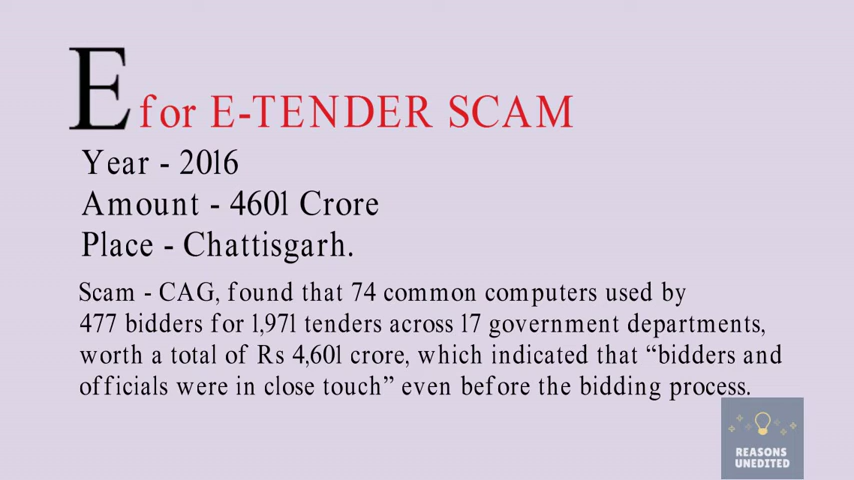 E for E-TENDER SCAM
Year - 2016
Amount - 4601 Crore
Place - Chattisgarh.
Scam - CAG, found that 74 common computers used by
477 bidders for 1,971 tenders across 17 government departments,
worth a total of Rs 4,601 crore, which indicated that “bidders and
officials were in close touch” even before the bidding process.
REASONS
UNEDITED